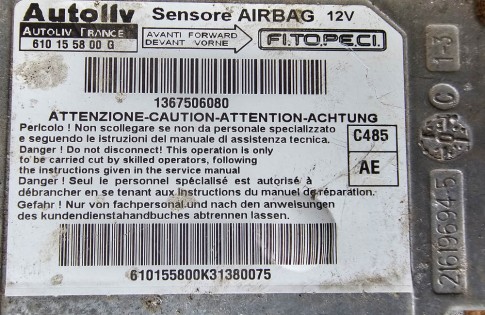 Autoliv
AUTOLIV FRANCE
610 15 58 00 G
Sensore AIRBAG 12V
AVANTI FORWARD
DEVANT VORNE
FI.TO.PE.CI.
1367506080
ATTENZIONE-CAUTION-ATTENTION-ACHTUNG
Pericolo ! Non scollegare se non da personale specializzato
e seguendo le istruzioni del manuale di assistenza tecnica.
Danger ! Do not disconnect! This operation is only
to be carried cut by skilled operators, following
the instructions given in the service manual
Danger ! Seul le personnel spécialisé est autorisé à
débrancher en se tenant aux instructions du manuel de réparation.
Gefahr ! Nur von fachpersonal und nach den anweisungen
des kundendiensthandbuches abtrennen lassen.
C485
AE
610155800K31380075
1-3
C
216196945